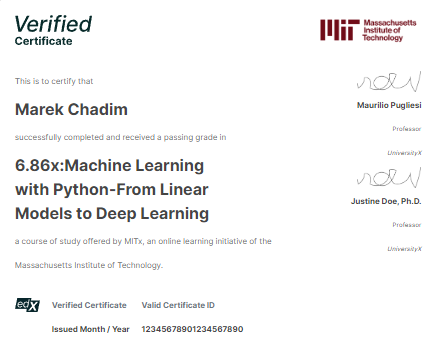 Verified
Certificate
Massachusetts
Institute of
Technology
This is to certify that
Marek Chadim
successfully completed and received a passing grade in
6.86x:Machine Learning
with Python-From Linear
Models to Deep Learning
a course of study offered by MITx, an online learning initiative of the
Massachusetts Institute of Technology.
Maurilio Pugliesi
Professor
UniversityX
Justine Doe, Ph.D.
Professor
UniversityX
edX
Verified Certificate
Issued Month / Year
Valid Certificate ID
12345678901234567890